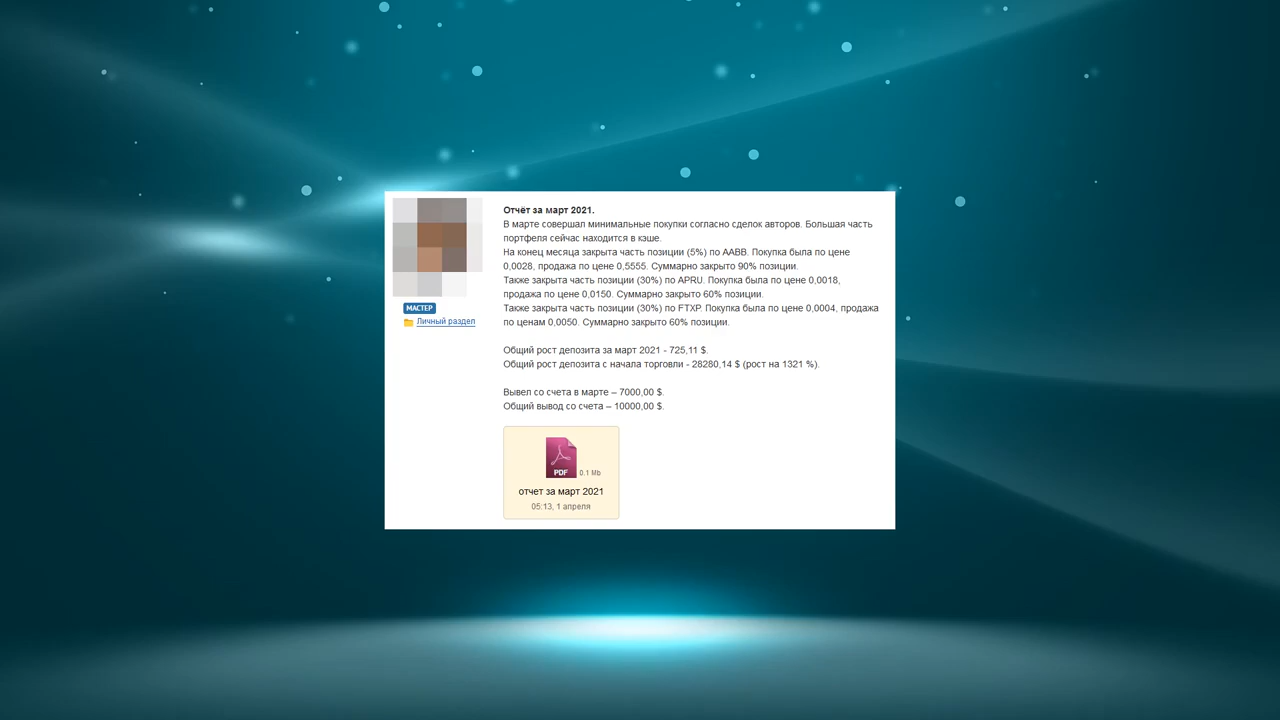 Отчёт за март 2021.
В марте совершал минимальные покупки согласно сделок авторов. Большая часть
портфеля сейчас находится в кэше.
На конец месяца закрыта часть позиции (5%) по AABB. Покупка была по цене
0,0028, продажа по цене 0,5555. Суммарно закрыто 90% позиции.
Также закрыта часть позиции (30%) по APRU. Покупка была по цене 0,0018,
продажа по цене 0,0150. Суммарно закрыто 60% позиции.
Также закрыта часть позиции (30%) по FTXP. Покупка была по цене 0,0004, продажа
по ценам 0,0050. Суммарно закрыто 60% позиции.
МАСТЕР
Личный раздел
Общий рост депозита за март 2021 - 725,11 $.
Общий рост депозита с начала торговли - 28280,14 $ (рост на 1321 %).
Вывел со счета в марте – 7000,00 $.
Общий вывод со счета – 10000,00 $.
PDF
0.1 Mb
отчет за март 2021
05:13, 1 апреля